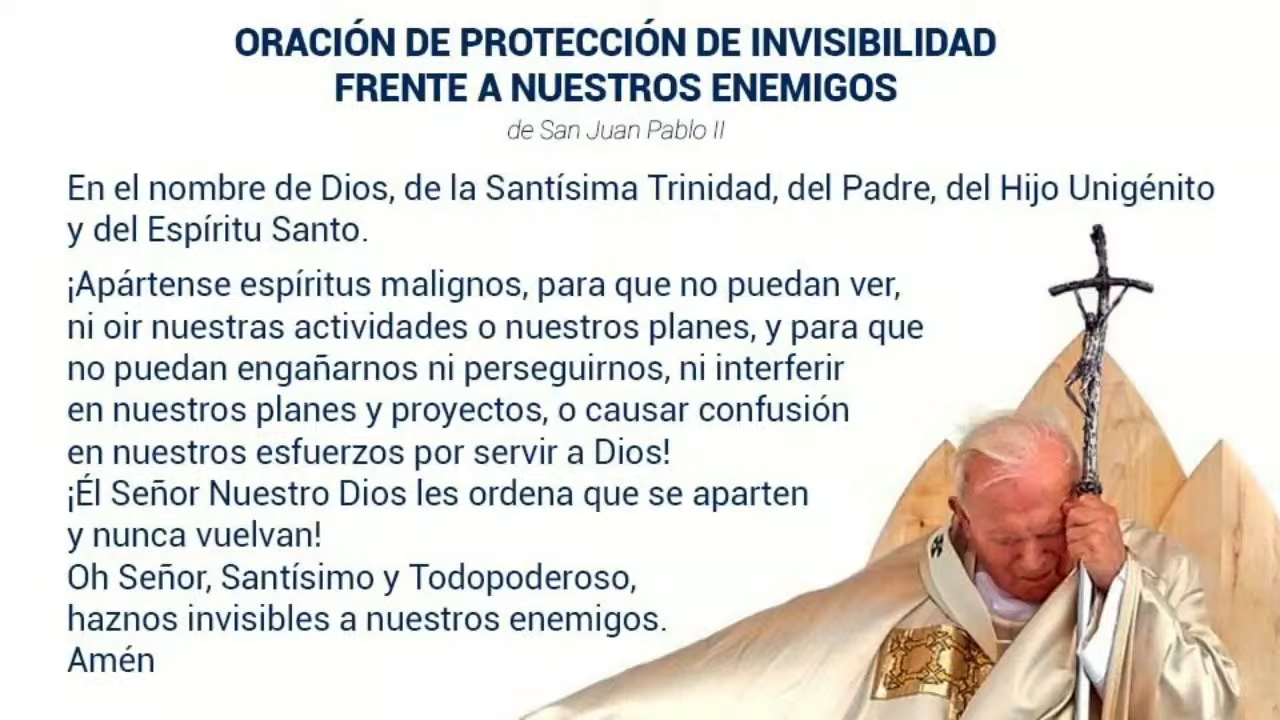 ORACIÓN DE PROTECCIÓN DE INVISIBILIDAD
FRENTE A NUESTROS ENEMIGOS
de San Juan Pablo II
En el nombre de Dios, de la Santísima Trinidad, del Padre, del Hijo Unigénito
y del Espíritu Santo.
¡Apártense espíritus malignos, para que no puedan ver,
ni oir nuestras actividades o nuestros planes, y para que
no puedan engañarnos ni perseguirnos, ni interferir
en nuestros planes y proyectos, o causar confusión
en nuestros esfuerzos por servir a Dios!
¡Él Señor Nuestro Dios les ordena que se aparten
y nunca vuelvan!
Oh Señor, Santísimo y Todopoderoso,
haznos invisibles a nuestros enemigos.
Amén